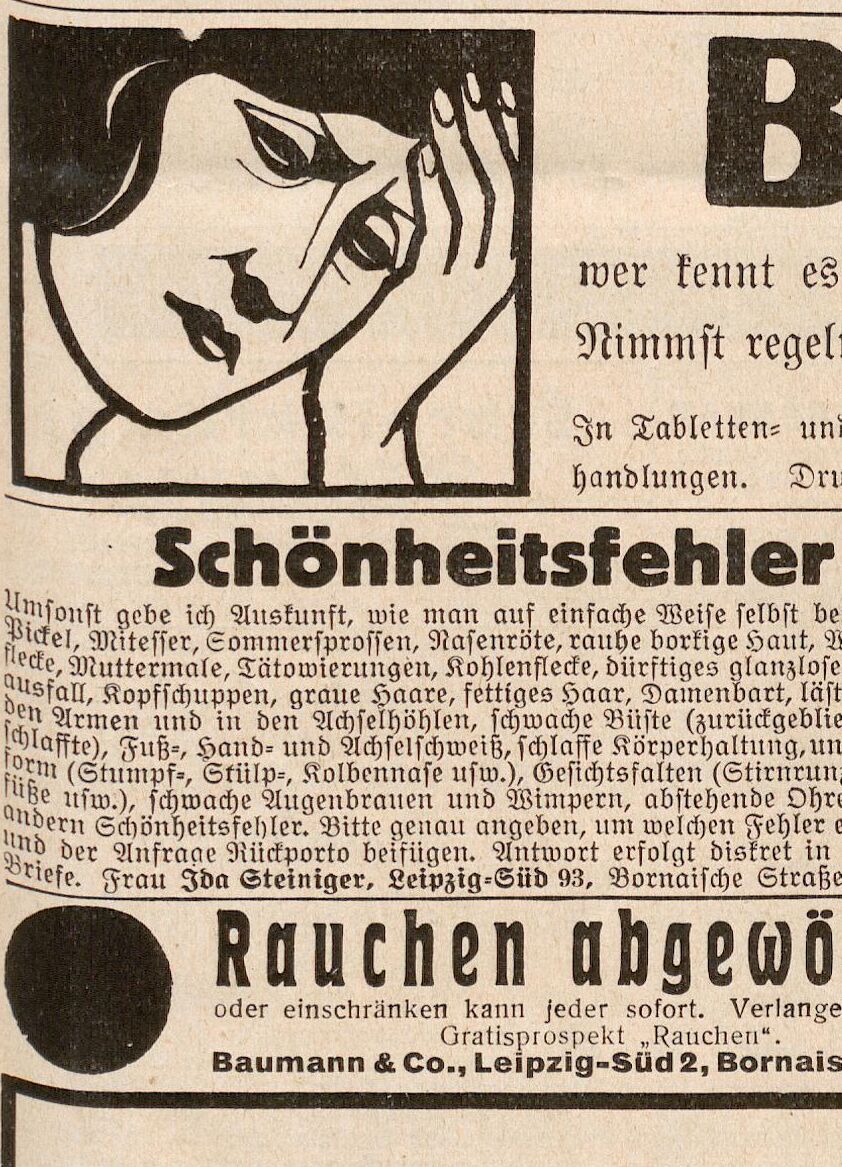 B
wer kennt es
Nimmst regel
In Tabletten- und
handlungen. Dru
Schönheitsfehler
Umsonst gebe ich Auskunft, wie man auf einfache Weise selbst be
Pickel, Mitesser, Sommersprossen, Nasenröte, rauhe borkige Haut, W
flecke, Muttermale, Tätowierungen, Kohlenflecke, dürftiges glanzlose
ausfall, Kopfschuppen, graue Haare, fettiges Haar, Damenbart, läst
den Armen und in den Achselhöhlen, schwache Büste (zurückgeblie
schlaffte), Fuß-, Hand- und Achselschweiß, schlaffe Körperhaltung, un
form (Stumpf-, Stülp-, Kolbennase usw.), Gesichtsfalten (Stirnrunz
füße usw.), schwache Augenbrauen und Wimpern, abstehende Ohre
andern Schönheitsfehler. Bitte genau angeben, um welchen Fehler e
und der Anfrage Rückporto beifügen. Antwort erfolgt diskret in
Briefe. Frau Ida Steiniger, Leipzig-Süd 93, Bornaische Straße
Rauchen abgewö
oder einschränken kann jeder sofort. Verlange
Gratisprospekt „Rauchen“.
Baumann & Co., Leipzig-Süd 2, Bornais